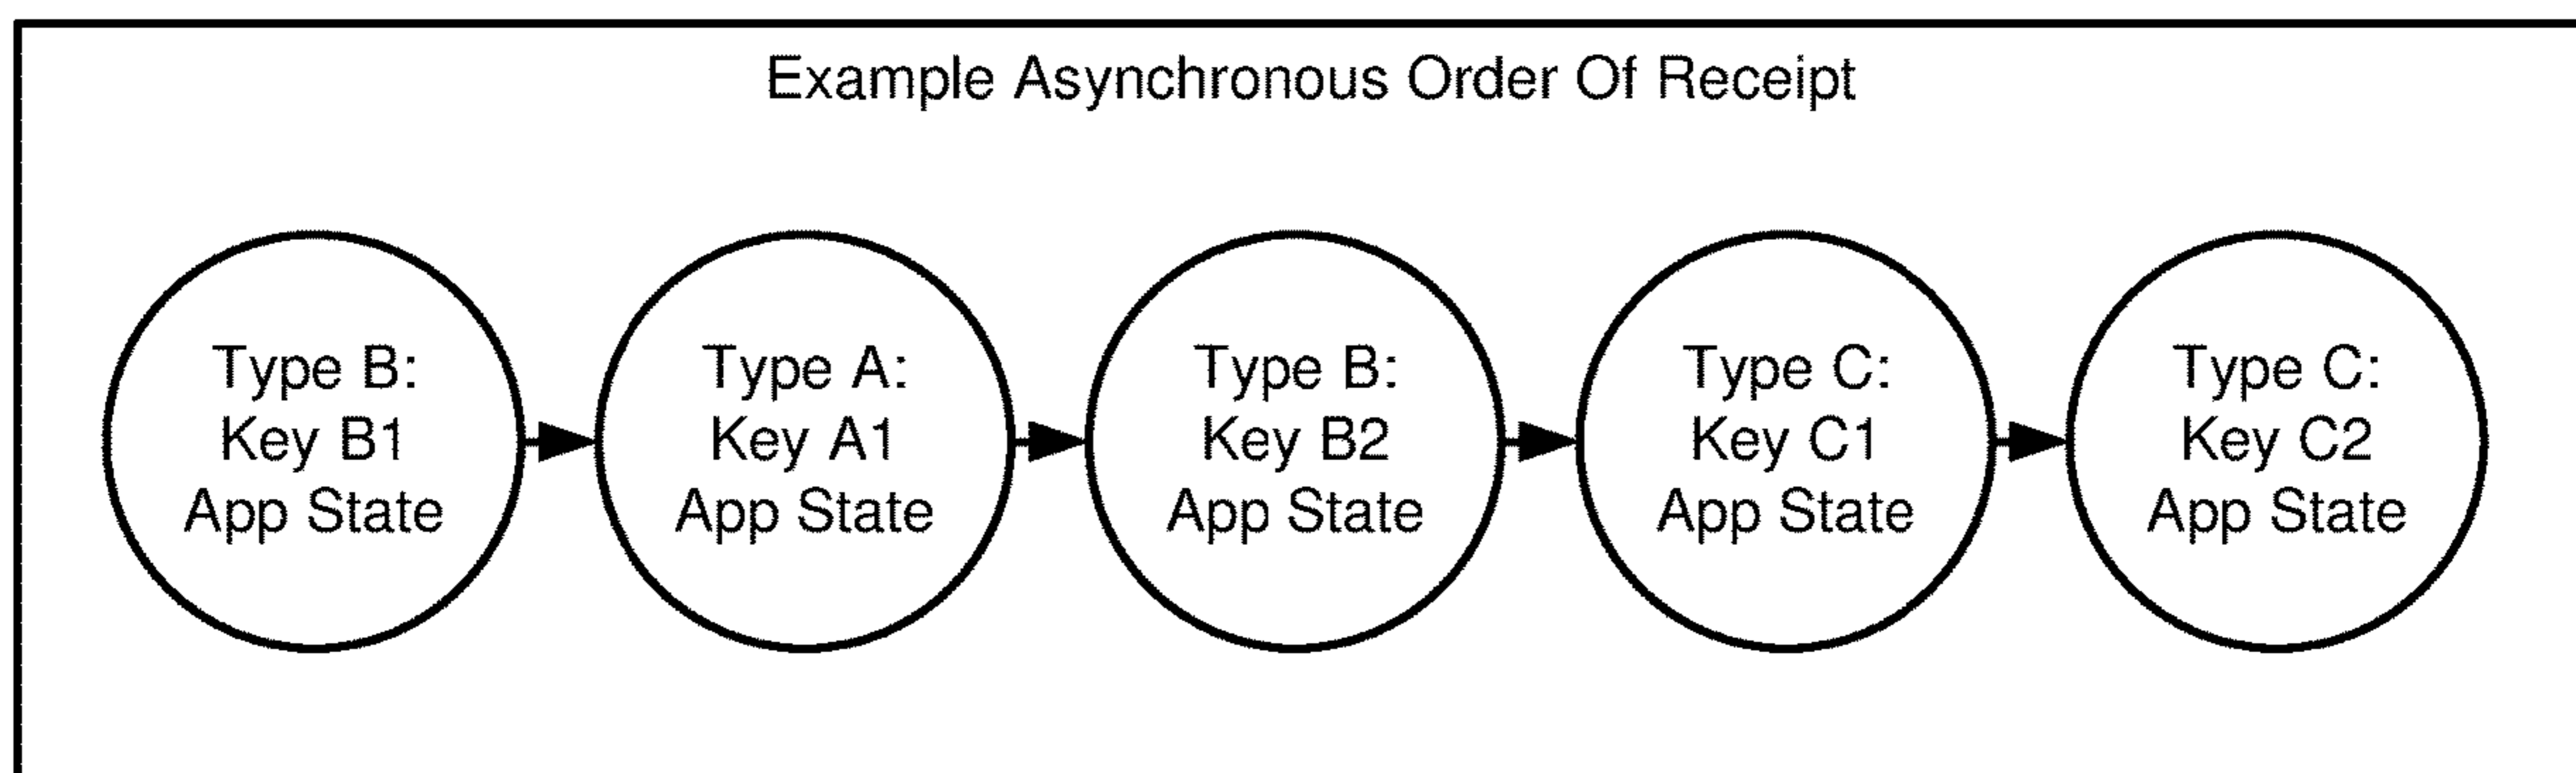 Example Asynchronous Order Of Receipt
Type B:
Key B1
App State
Type A:
Key A1
App State
Type B:
Key B2
App State
Type C:
Key C1
App State
Type C:
Key C2
App State